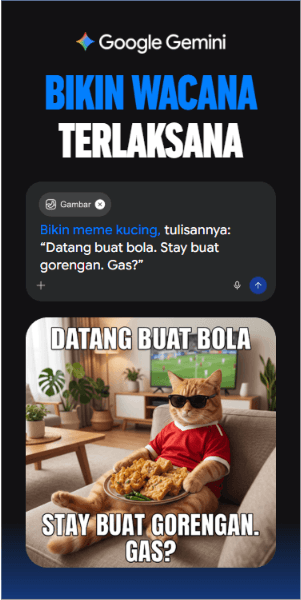 Google Gemini
BIKIN WACANA
TERLAKSANA
Gambar
Bikin meme kucing, tulisannya:
“Datang buat bola. Stay buat
gorengan. Gas?”
DATANG BUAT BOLA
STAY BUAT GORENGAN.
GAS?